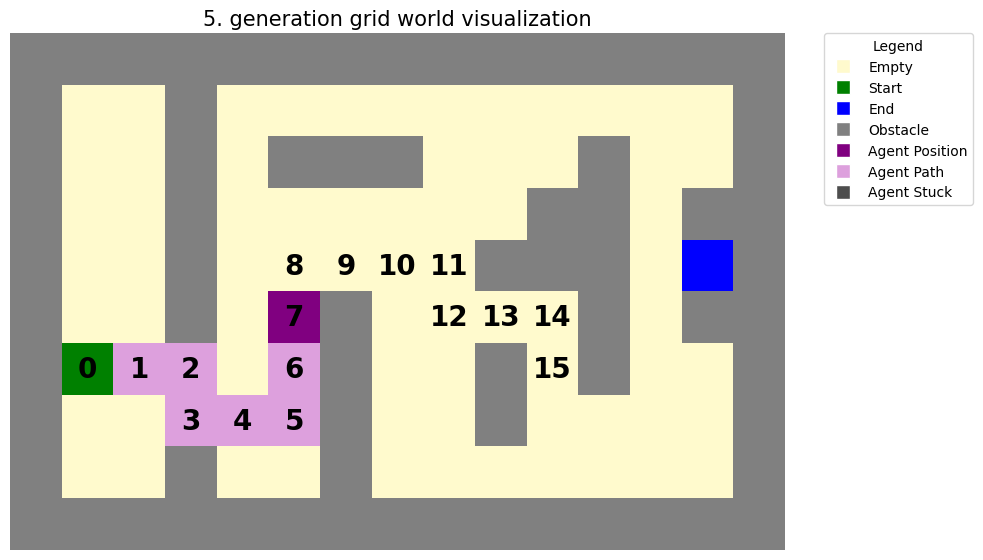 5. generation grid world visualization
Legend
Empty
Start
End
Obstacle
Agent Position
Agent Path
Agent Stuck
8 9 10 11
7 12 13 14
0 1 2 6 15
3 4 5